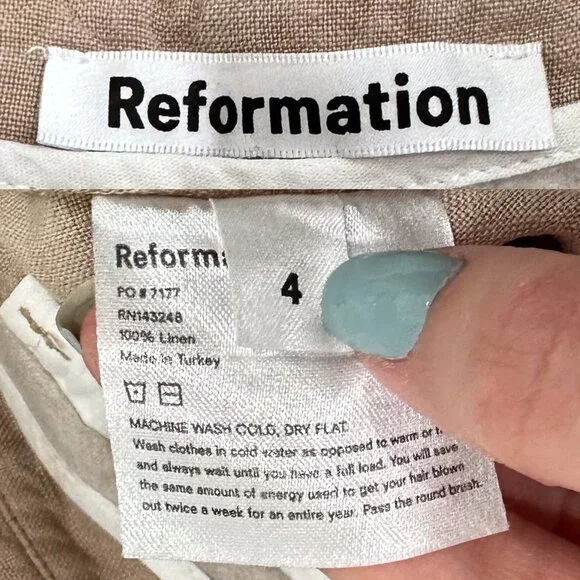 Reformation
Reform
4
PO # 7177
RN143248
100% Linen
Made in Turkey
MACHINE WASH COLD, DRY FLAT.
Wash clothes in cold water as opposed to warm or
and always wait until you have a full load. You will save
the same amount of energy used to get your hair blown
out twice a week for an entire year. Pass the round brush.